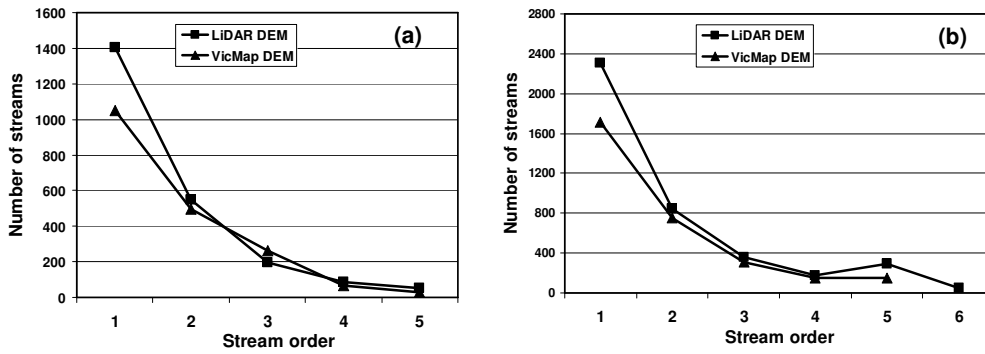 (a)
LiDAR DEM
VicMap DEM
Number of streams
1600
1400
1200
1000
800
600
400
200
0
1 2 3 4 5
Stream order
(b)
LiDAR DEM
VicMap DEM
Number of streams
2800
2400
2000
1600
1200
800
400
0
1 2 3 4 5 6
Stream order